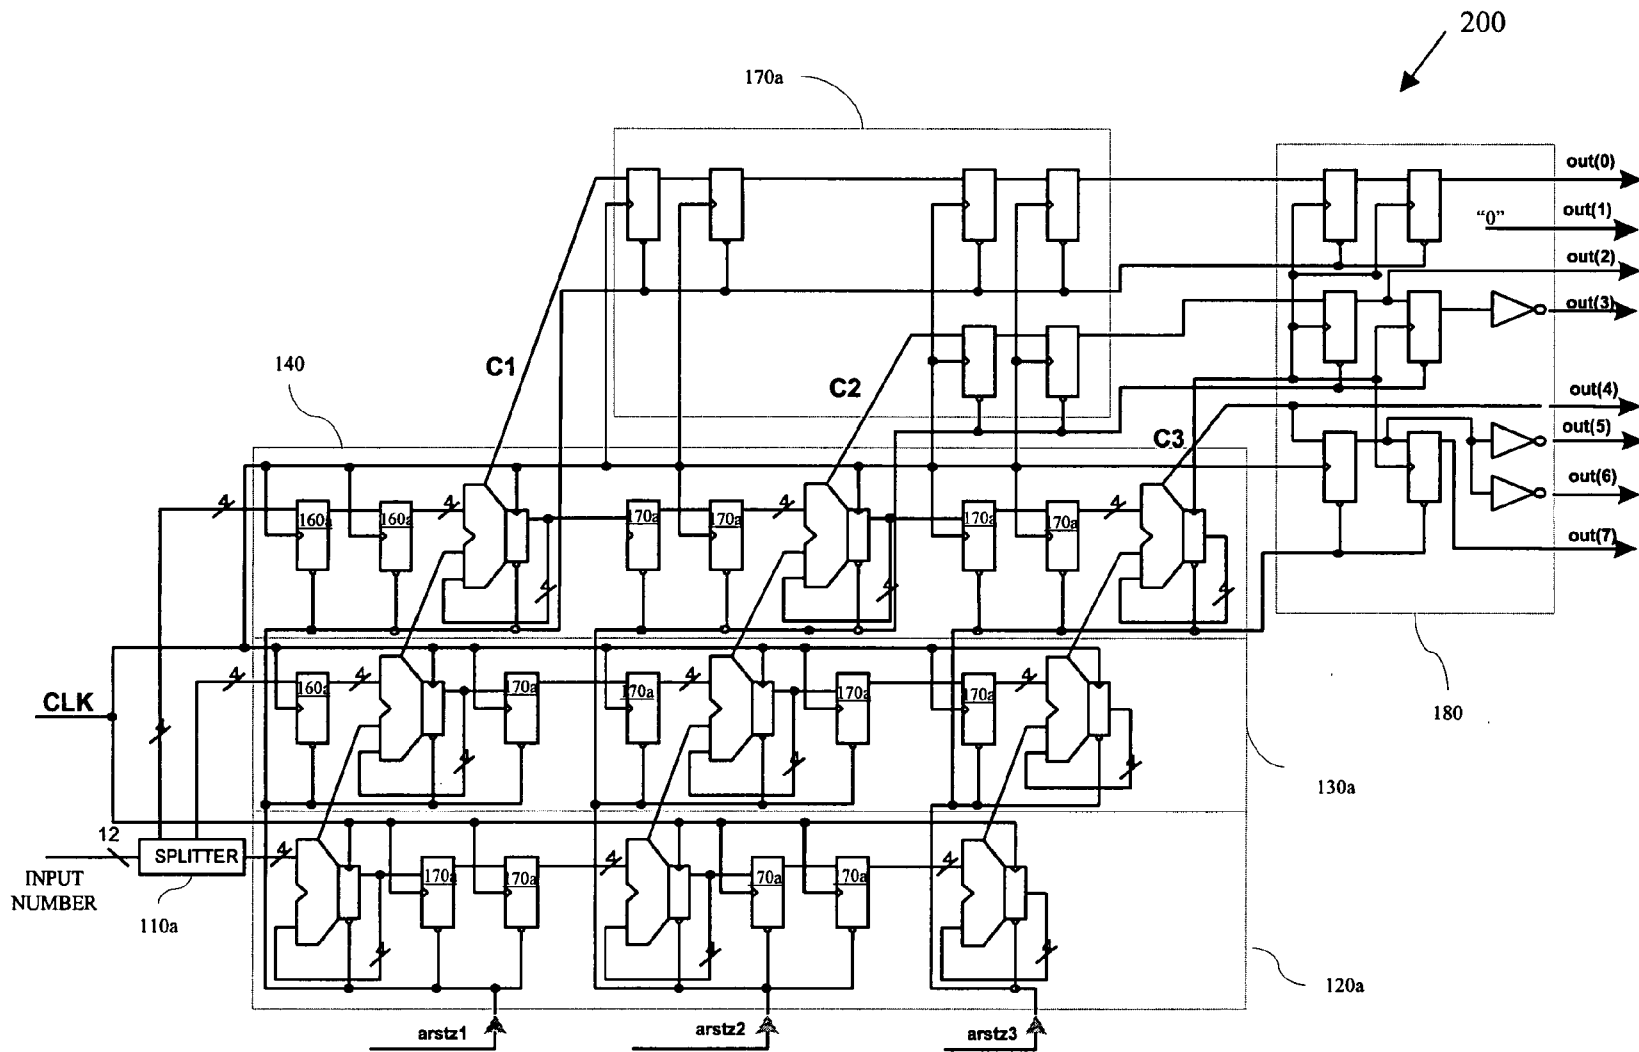 200
170a
out(0)
"0"
out(1)
out(2)
out(3)
C1
C2
140
out(4)
C3
out(5)
4
160a
160a
4
170a
170a
4
170a
170a
4
out(6)
out(7)
4
4
4
4
160a
4
170a
170a
4
170a
170a
4
180
CLK
4
4
4
4
130a
12
SPLITTER
4
170a
170a
4
70a
170a
4
INPUT
NUMBER
110a
4
4
4
120a
arstz1
arstz2
arstz3